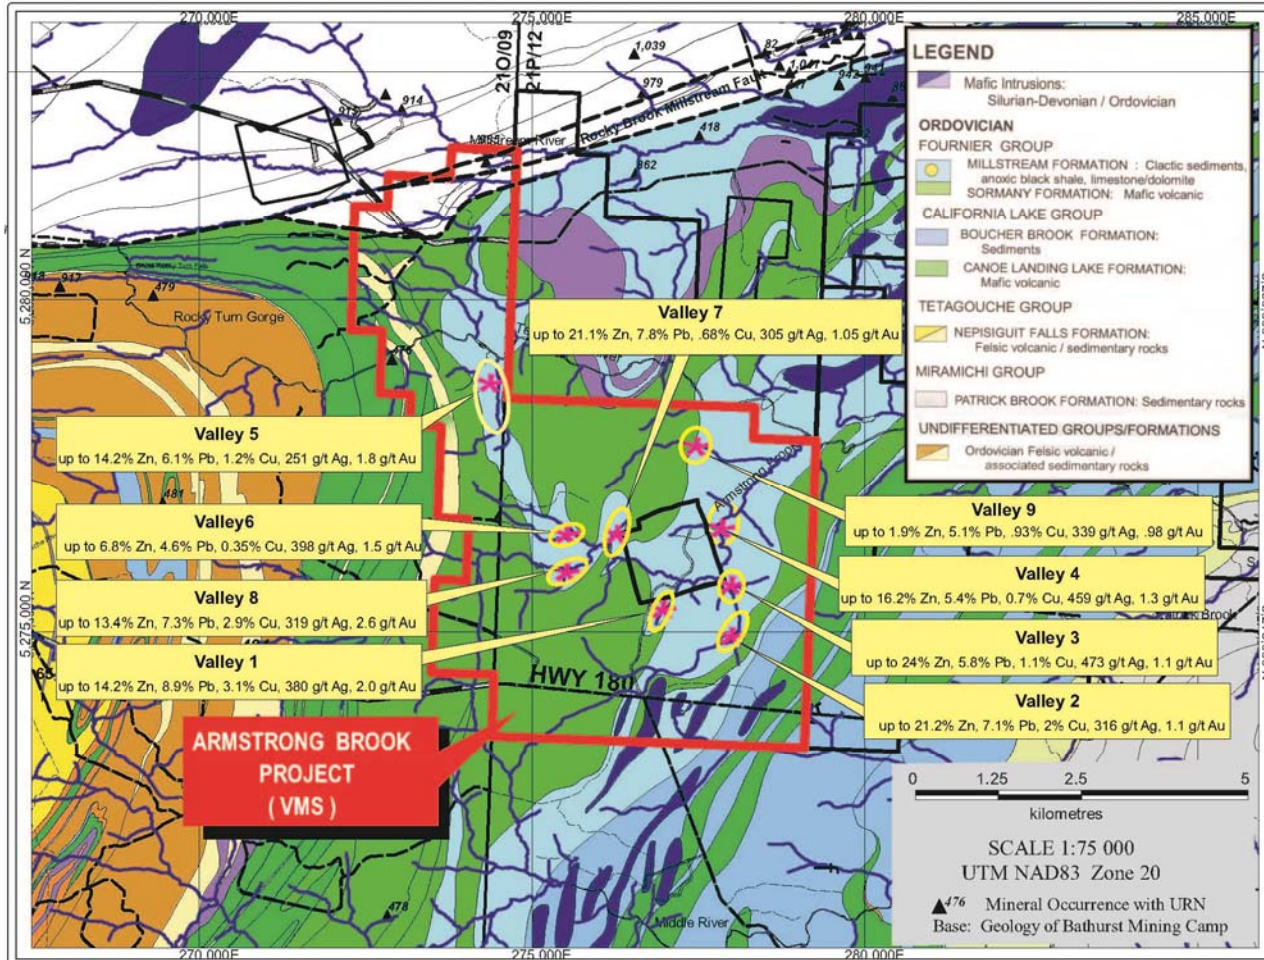 270,000E
275,000E
280,000E
285,000E
21O/09
21P/12
1,039
82
979
1,041
942
941
914
418
862
Rocky Brook Millstream Fault
Millstream River
5,280,000 N
917
479
Rocky Turn Gorge
476
481
LEGEND
Mafic Intrusions:
Silurian-Devonian / Ordovician
ORDOVICIAN
FOURNIER GROUP
MILLSTREAM FORMATION : Clactic sediments,
anoxic black shale, limestone/dolomite
SORMANY FORMATION: Mafic volcanic
CALIFORNIA LAKE GROUP
BOUCHER BROOK FORMATION:
Sediments
CANOE LANDING LAKE FORMATION:
Mafic volcanic
TETAGOUCHE GROUP
NEPISIGUIT FALLS FORMATION:
Felsic volcanic / sedimentary rocks
MIRAMICHI GROUP
PATRICK BROOK FORMATION: Sedimentary rocks
UNDIFFERENTIATED GROUPS/FORMATIONS
Ordovician Felsic volcanic /
associated sedimentary rocks
Valley 7
up to 21.1% Zn, 7.8% Pb, .68% Cu, 305 g/t Ag, 1.05 g/t Au
Valley 5
up to 14.2% Zn, 6.1% Pb, 1.2% Cu, 251 g/t Ag, 1.8 g/t Au
Armstrong Brook
Valley6
up to 6.8% Zn, 4.6% Pb, 0.35% Cu, 398 g/t Ag, 1.5 g/t Au
Valley 9
up to 1.9% Zn, 5.1% Pb, .93% Cu, 339 g/t Ag, .98 g/t Au
Valley 8
up to 13.4% Zn, 7.3% Pb, 2.9% Cu, 319 g/t Ag, 2.6 g/t Au
Valley 4
up to 16.2% Zn, 5.4% Pb, 0.7% Cu, 459 g/t Ag, 1.3 g/t Au
5,275,000 N
Valley 1
up to 14.2% Zn, 8.9% Pb, 3.1% Cu, 380 g/t Ag, 2.0 g/t Au
Valley 3
up to 24% Zn, 5.8% Pb, 1.1% Cu, 473 g/t Ag, 1.1 g/t Au
HWY 180
Valley 2
up to 21.2% Zn, 7.1% Pb, 2% Cu, 316 g/t Ag, 1.1 g/t Au
ARMSTRONG BROOK
PROJECT
( VMS )
0 1.25 2.5 5
kilometres
SCALE 1:75 000
UTM NAD83 Zone 20
476 Mineral Occurrence with URN
Base: Geology of Bathurst Mining Camp
478
Middle River
270,000E
275,000E
280,000E